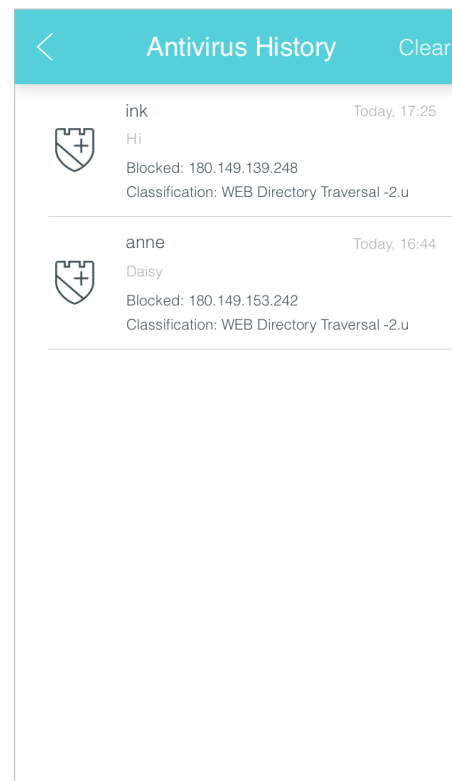 Antivirus History
Clear
ink
Today, 17:25
Hi
Blocked: 180.149.139.248
Classification: WEB Directory Traversal -2.u
anne
Today, 16:44
Daisy
Blocked: 180.149.153.242
Classification: WEB Directory Traversal -2.u